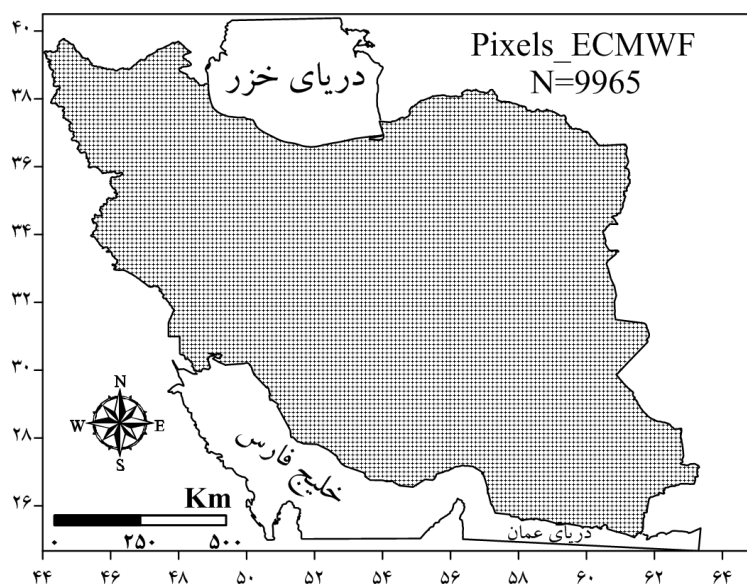 Pixels_ECMWF
N=9965
دریای خزر
خلیج فارس
دریای عمان
N
W E
S
Km
۰ ۲۵۰ ۵۰۰
۴۰
۳۸
۳۶
۳۴
۳۲
۳۰
۲۸
۲۶
۴۴ ۴۶ ۴۸ ۵۰ ۵۲ ۵۴ ۵۶ ۵۸ ۶۰ ۶۲ ۶۴